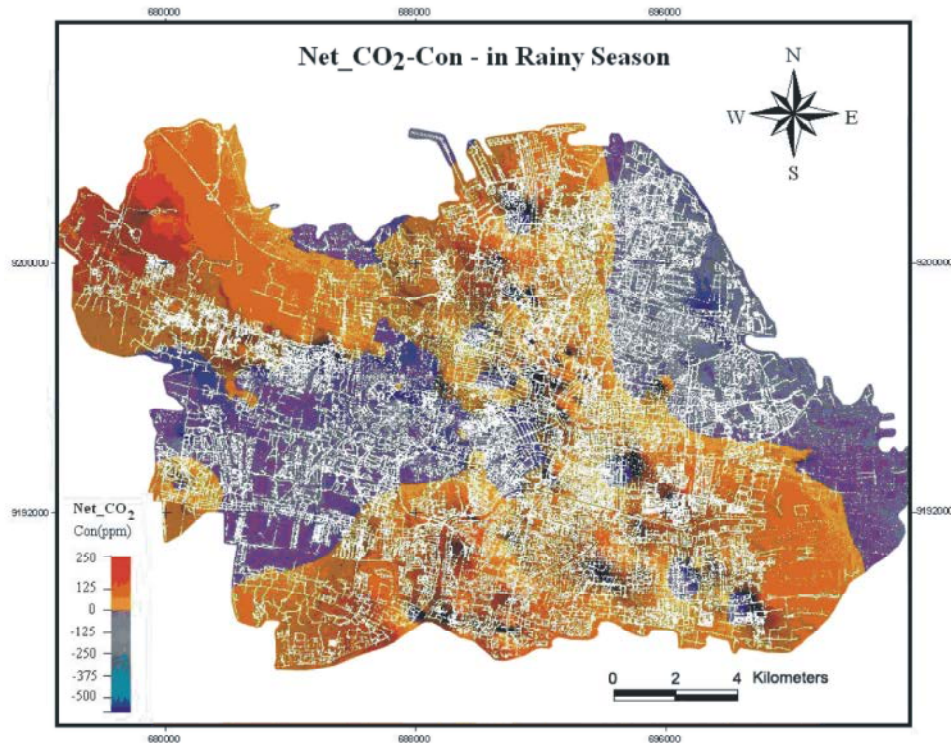 680000 688000 696000
Net_CO₂-Con - in Rainy Season
N
W E
S
9200000 9200000
9192000 9192000
Net_CO₂
Con(ppm)
250
125
0
-125
-250
-375
-500
0 2 4 Kilometers
680000 688000 696000